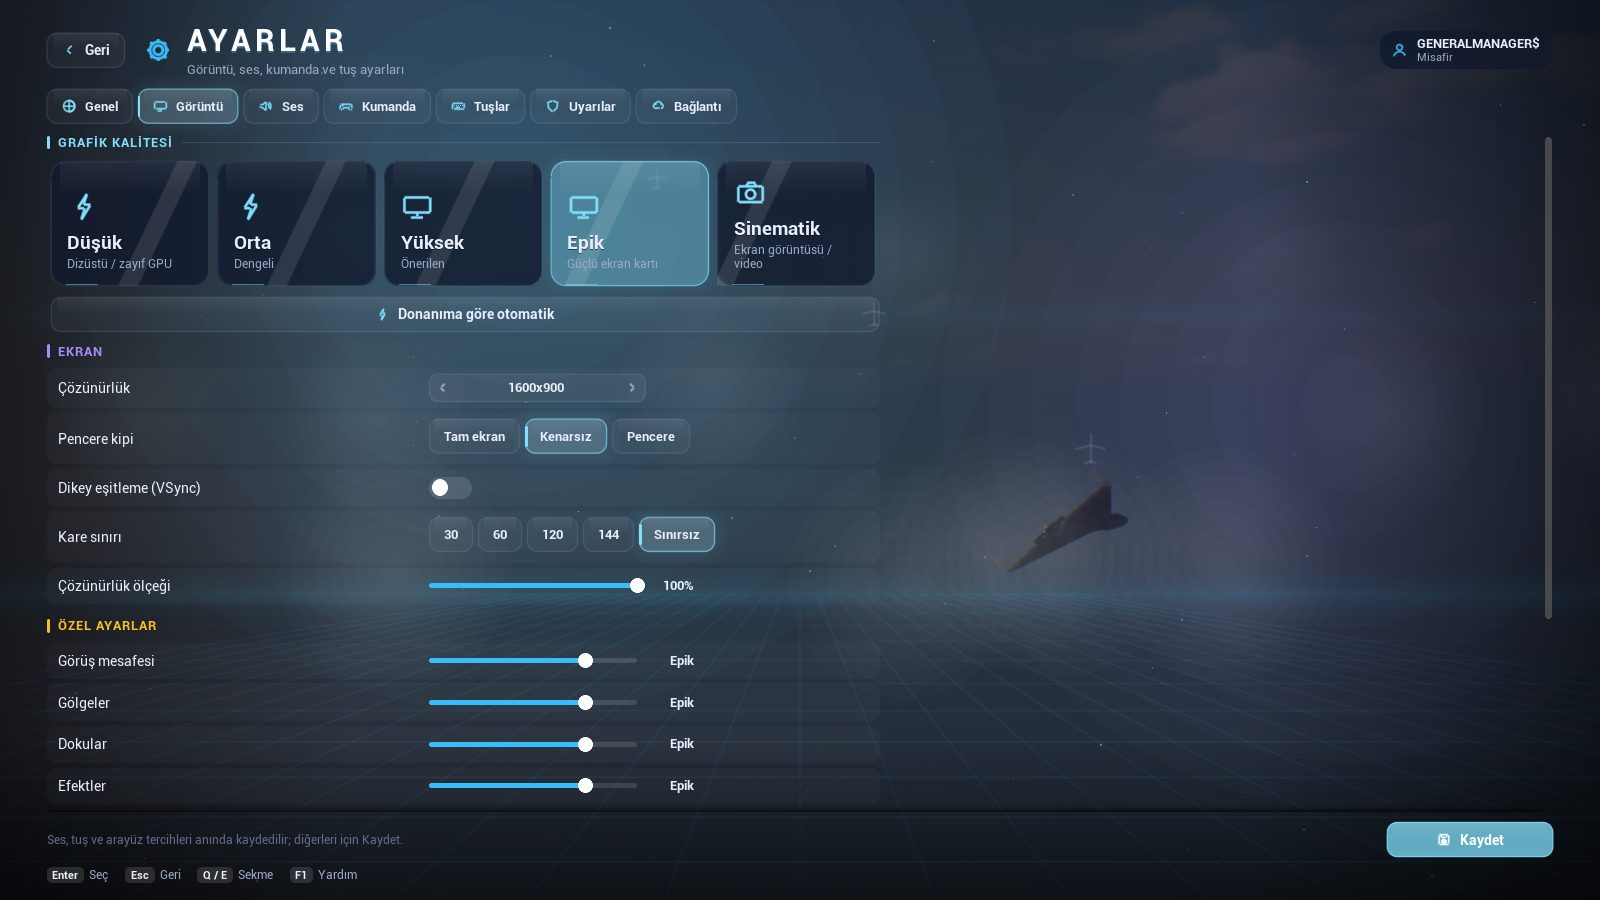 Geri
AYARLAR
Görüntü, ses, kumanda ve tuş ayarları
GENERALMANAGER$
Misafir
Genel
Görüntü
Ses
Kumanda
Tuşlar
Uyarılar
Bağlantı
GRAFİK KALİTESİ
Düşük
Dizüstü / zayıf GPU
Orta
Dengeli
Yüksek
Önerilen
Epik
Güçlü ekran kartı
Sinematik
Ekran görüntüsü /
video
Donanıma göre otomatik
EKRAN
Çözünürlük
1600x900
Pencere kipi
Tam ekran
Kenarsız
Pencere
Dikey eşitleme (VSync)
Kare sınırı
30
60
120
144
Sınırsız
Çözünürlük ölçeği
100%
ÖZEL AYARLAR
Görüş mesafesi
Epik
Gölgeler
Epik
Dokular
Epik
Efektler
Epik
Ses, tuş ve arayüz tercihleri anında kaydedilir; diğerleri için Kaydet.
Kaydet
Enter Seç Esc Geri Q / E Sekme F1 Yardım